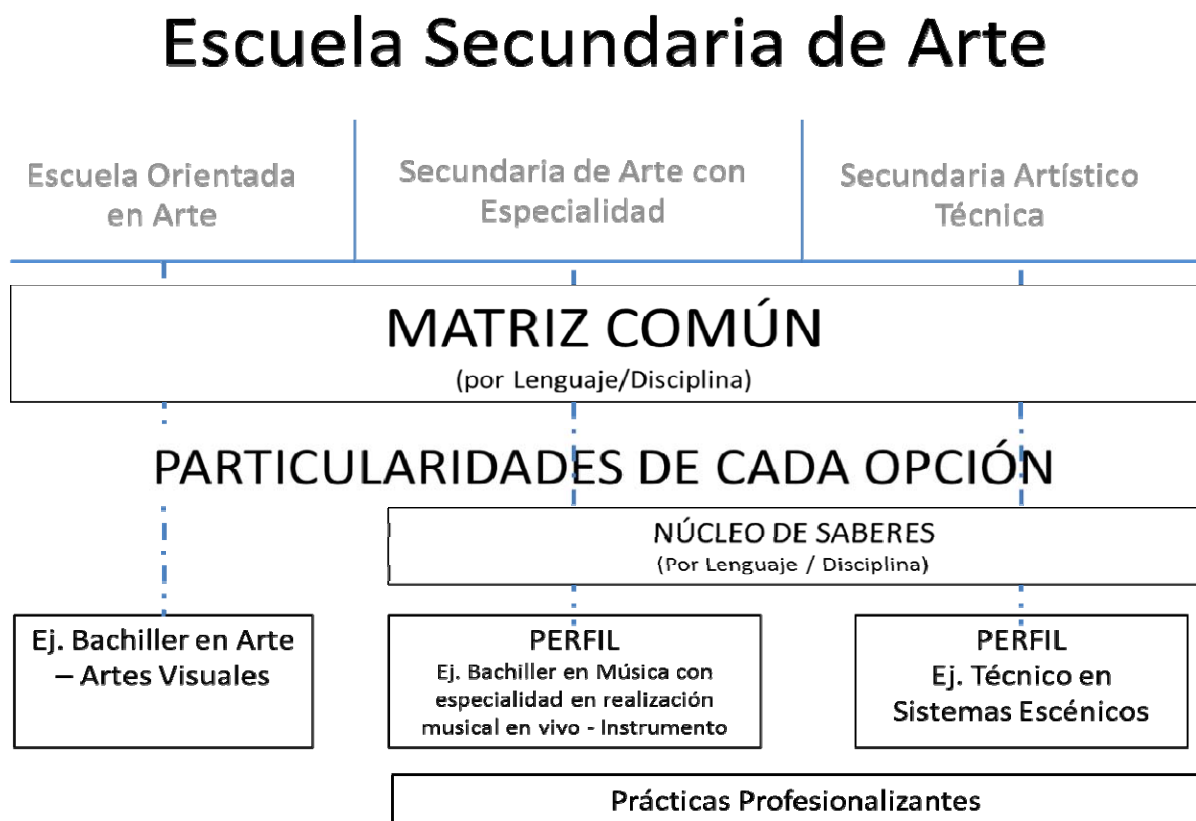 Escuela Secundaria de Arte
Escuela Orientada
en Arte
Secundaria de Arte con
Especialidad
Secundaria Artístico
Técnica
MATRIZ COMÚN
(por Lenguaje/Disciplina)
PARTICULARIDADES DE CADA OPCIÓN
NÚCLEO DE SABERES
(Por Lenguaje / Disciplina)
Ej. Bachiller en Arte
– Artes Visuales
PERFIL
Ej. Bachiller en Música con
especialidad en realización
musical en vivo - Instrumento
PERFIL
Ej. Técnico en
Sistemas Escénicos
Prácticas Profesionalizantes